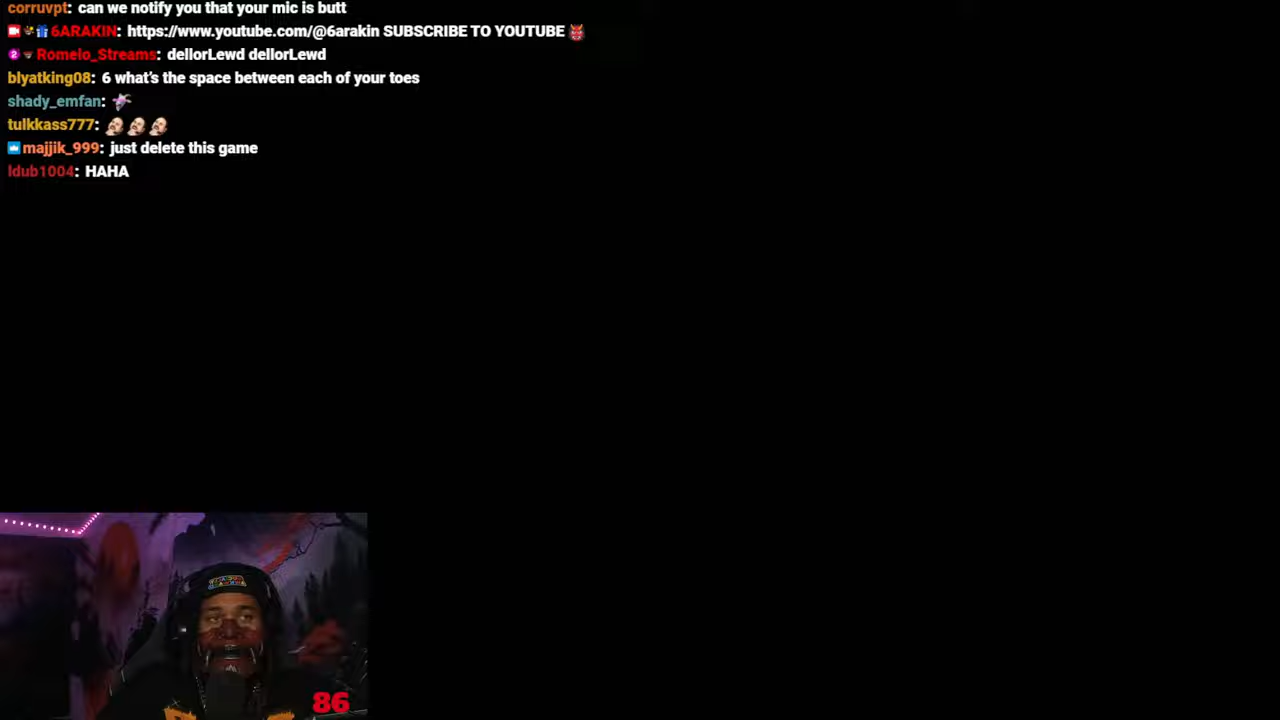 corruvpt: can we notify you that your mic is butt
6ARAKIN: https://www.youtube.com/@6arakin SUBSCRIBE TO YOUTUBE
Romeio_Streams: dellorLewd dellorLewd
blyatking08: 6 what's the space between each of your toes
shady_emfan:
tulkkass777:
majjik_999: just delete this game
ldub1004: HAHA
86